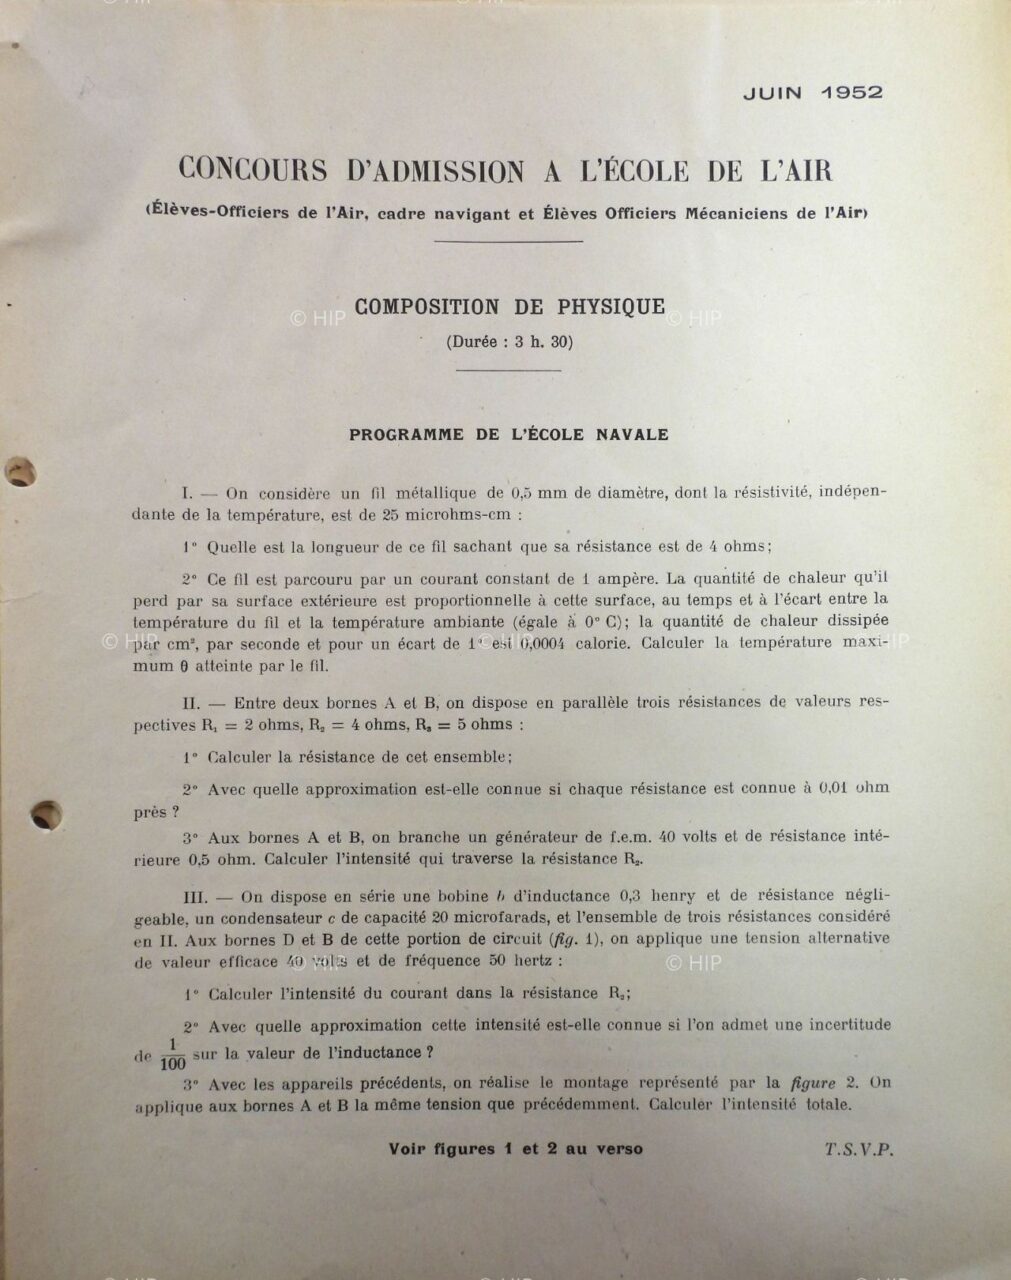 JUIN 1952
CONCOURS D'ADMISSION A L'ÉCOLE DE L'AIR
(Élèves-Officiers de l'Air, cadre navigant et Élèves Officiers Mécaniciens de l'Air)
COMPOSITION DE PHYSIQUE
© HIP © HIP
(Durée : 3 h. 30)
PROGRAMME DE L'ÉCOLE NAVALE
I. — On considère un fil métallique de 0,5 mm de diamètre, dont la résistivité, indépen-
dante de la température, est de 25 microhms-cm :
1° Quelle est la longueur de ce fil sachant que sa résistance est de 4 ohms;
2° Ce fil est parcouru par un courant constant de 1 ampère. La quantité de chaleur qu'il
perd par sa surface extérieure est proportionnelle à cette surface, au temps et à l'écart entre la
température du fil et la température ambiante (égale à 0° C); la quantité de chaleur dissipée
par cm², par seconde et pour un écart de 1° est 0,0004 calorie. Calculer la température maxi-
mum θ atteinte par le fil.
II. — Entre deux bornes A et B, on dispose en parallèle trois résistances de valeurs res-
pectives R₁ = 2 ohms, R₂ = 4 ohms, R₃ = 5 ohms :
1° Calculer la résistance de cet ensemble;
2° Avec quelle approximation est-elle connue si chaque résistance est connue à 0,01 ohm
près ?
3° Aux bornes A et B, on branche un générateur de f.e.m. 40 volts et de résistance inté-
rieure 0,5 ohm. Calculer l'intensité qui traverse la résistance R₂.
III. — On dispose en série une bobine b d'inductance 0,3 henry et de résistance négli-
geable, un condensateur c de capacité 20 microfarads, et l'ensemble de trois résistances considéré
en II. Aux bornes D et B de cette portion de circuit (fig. 1), on applique une tension alternative
de valeur efficace 40 volts et de fréquence 50 hertz :
© HIP
1° Calculer l'intensité du courant dans la résistance R₂;
2° Avec quelle approximation cette intensité est-elle connue si l'on admet une incertitude
de 1/100 sur la valeur de l'inductance ?
3° Avec les appareils précédents, on réalise le montage représenté par la figure 2. On
applique aux bornes A et B la même tension que précédemment. Calculer l'intensité totale.
Voir figures 1 et 2 au verso T.S.V.P.